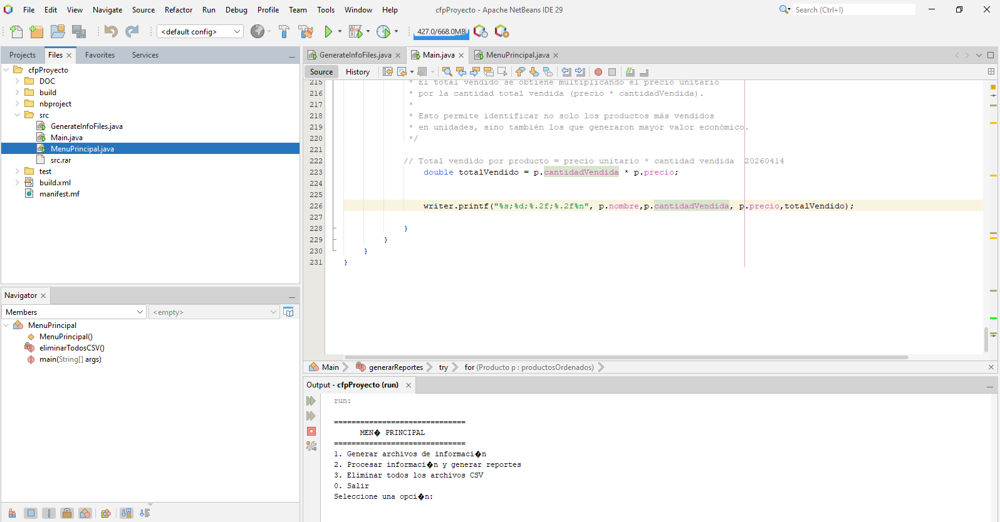 File Edit View Navigate Source Refactor Run Debug Profile Team Tools Window Help
cfpProyecto - Apache NetBeans IDE 29
Search (Ctrl+I)
<default config>
427.0/668.0MB
Projects Files Favorites Services
cfpProyecto
DOC
build
nbproject
src
GenerateInfoFiles.java
Main.java
MenuPrincipal.java
src.rar
test
build.xml
manifest.mf
Navigator
Members
<empty>
MenuPrincipal
MenuPrincipal()
eliminarTodosCSV()
main(String[] args)
GenerateInfoFiles.java Main.java MenuPrincipal.java
Source History
215 * El total vendido se obtiene multiplicando el precio unitario
216 * por la cantidad total vendida (precio * cantidadVendida).
217 *
218 * Esto permite identificar no solo los productos más vendidos
219 * en unidades, sino también los que generaron mayor valor económico.
220 */
221
222 // Total vendido por producto = precio unitario * cantidad vendida 20260414
223 double totalVendido = p.cantidadVendida * p.precio;
224
225
226 writer.printf("%s;%d;%.2f;%.2f%n", p.nombre,p.cantidadVendida, p.precio,totalVendido);
227
228 }
229 }
230 }
231 }
Main generarReportes try for (Producto p : productosOrdenados)
Output - cfpProyecto (run)
run:
==============================
MEN� PRINCIPAL
==============================
1. Generar archivos de informaci�n
2. Procesar informaci�n y generar reportes
3. Eliminar todos los archivos CSV
0. Salir
Seleccione una opci�n: